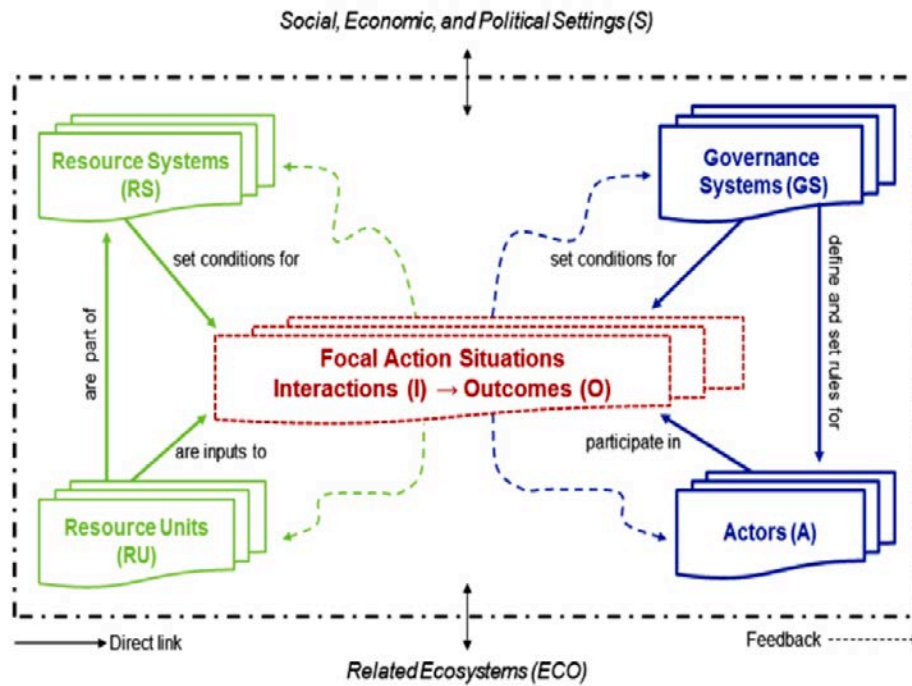 Social, Economic, and Political Settings (S)
Resource Systems
(RS)
Governance
Systems (GS)
set conditions for
set conditions for
are part of
define and set rules for
Focal Action Situations
Interactions (I) → Outcomes (O)
are inputs to
participate in
Resource Units
(RU)
Actors (A)
Direct link
Feedback
Related Ecosystems (ECO)